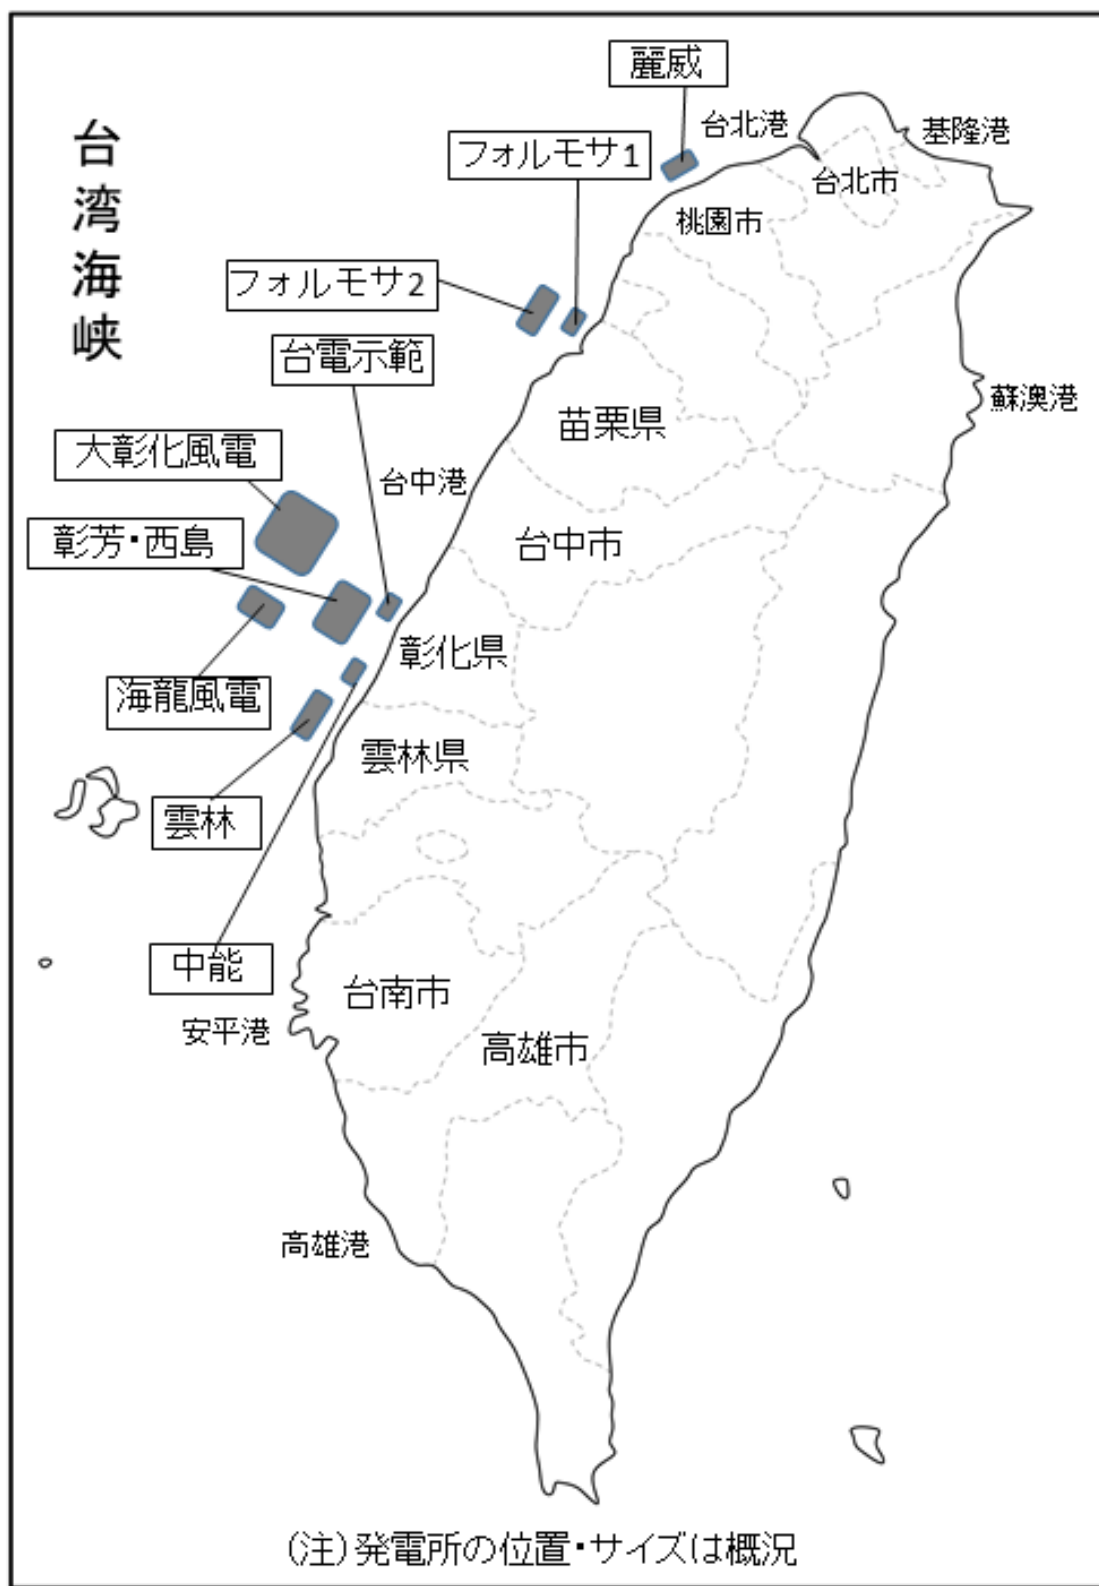 台湾海峡
麗威
台北港
基隆港
フォルモサ1
台北市
桃園市
フォルモサ2
台電示範
蘇澳港
苗栗県
大彰化風電
台中港
彰芳・西島
台中市
彰化県
海龍風電
雲林県
雲林
中能
台南市
安平港
高雄市
高雄港
(注)発電所の位置・サイズは概況